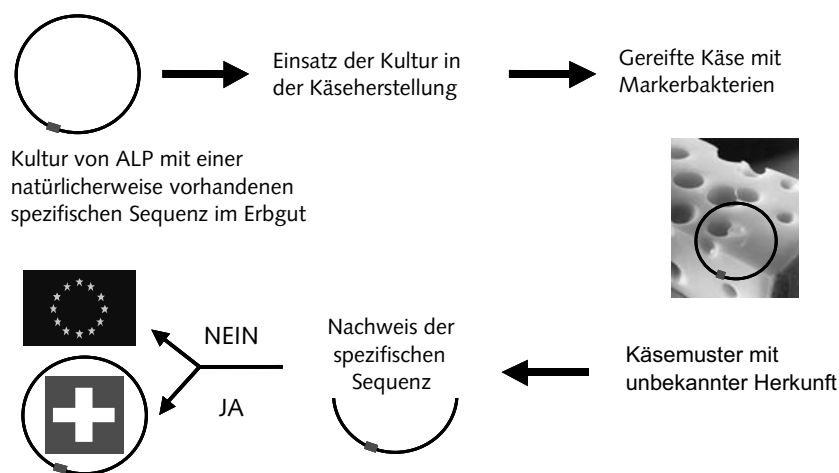 Einsatz der Kultur in
der Käseherstellung
Gereifte Käse mit
Markerbakterien
Kultur von ALP mit einer
natürlicherweise vorhandenen
spezifischen Sequenz im Erbgut
NEIN
JA
Nachweis der
spezifischen
Sequenz
Käsemuster mit
unbekannter Herkunft